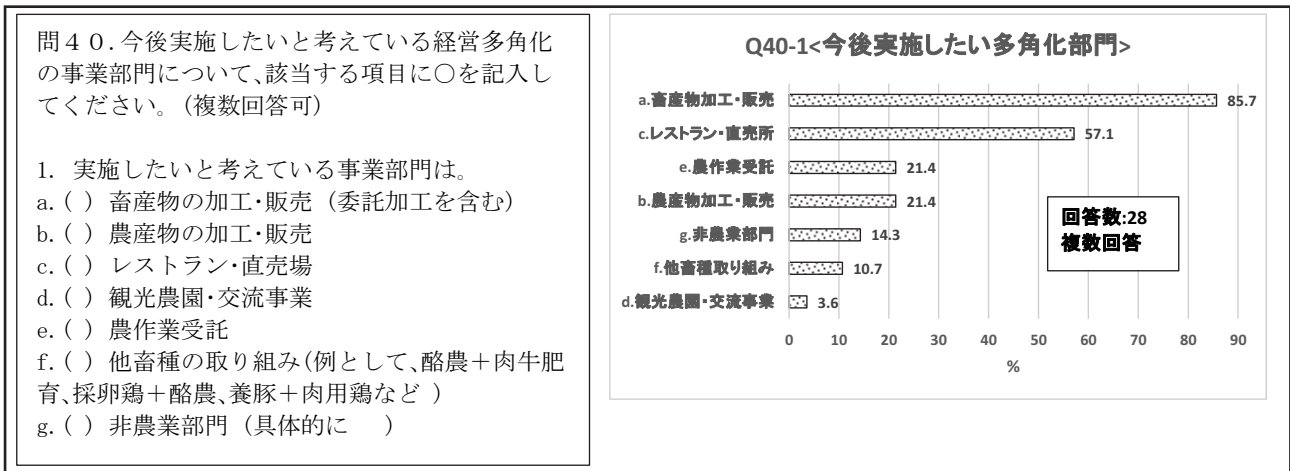 問４０.今後実施したいと考えている経営多角化
の事業部門について、該当する項目に○を記入し
てください。(複数回答可)
1. 実施したいと考えている事業部門は。
a.( ) 畜産物の加工･販売 (委託加工を含む)
b.( ) 農産物の加工･販売
c.( ) レストラン･直売場
d.( ) 観光農園･交流事業
e.( ) 農作業受託
f.( ) 他畜種の取り組み(例として、酪農＋肉牛肥
育、採卵鶏＋酪農、養豚＋肉用鶏など )
g.( ) 非農業部門 (具体的に )
Q40-1<今後実施したい多角化部門>
a.畜産物加工・販売 85.7
c.レストラン・直売所 57.1
e.農作業受託 21.4
b.農産物加工・販売 21.4
g.非農業部門 14.3
f.他畜種取り組み 10.7
d.観光農園・交流事業 3.6
回答数:28
複数回答
0 10 20 30 40 50 60 70 80 90
%